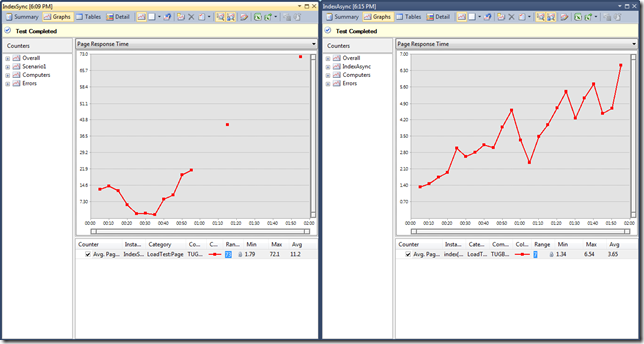 IndexSync [6:09 PM]
Summary Graphs Tables Detail
Test Completed
Counters
Overall
Scenario1
Computers
Errors
Page Response Time
73.0
65.7
58.4
51.1
43.8
36.5
29.2
21.9
14.6
7.30
00:00 00:10 00:20 00:30 00:40 00:50 01:00 01:10 01:20 01:30 01:40 01:50 02:00
Counter Insta... Category Co... C... Ran... Min Max Avg
Avg. Pag... IndexS... LoadTest:Page TUG... 73 1.79 72.1 11.2
IndexAsync [6:15 PM]
Summary Graphs Tables Detail
Test Completed
Counters
Overall
IndexAsync
Computers
Errors
Page Response Time
7.00
6.30
5.60
4.90
4.20
3.50
2.80
2.10
1.40
0.70
00:00 00:10 00:20 00:30 00:40 00:50 01:00 01:10 01:20 01:30 01:40 01:50 02:00
Counter Insta... Cate... Com... Col... Range Min Max Avg
Avg. Pag... index(... LoadT... TUGB... 7 1.34 6.54 3.65